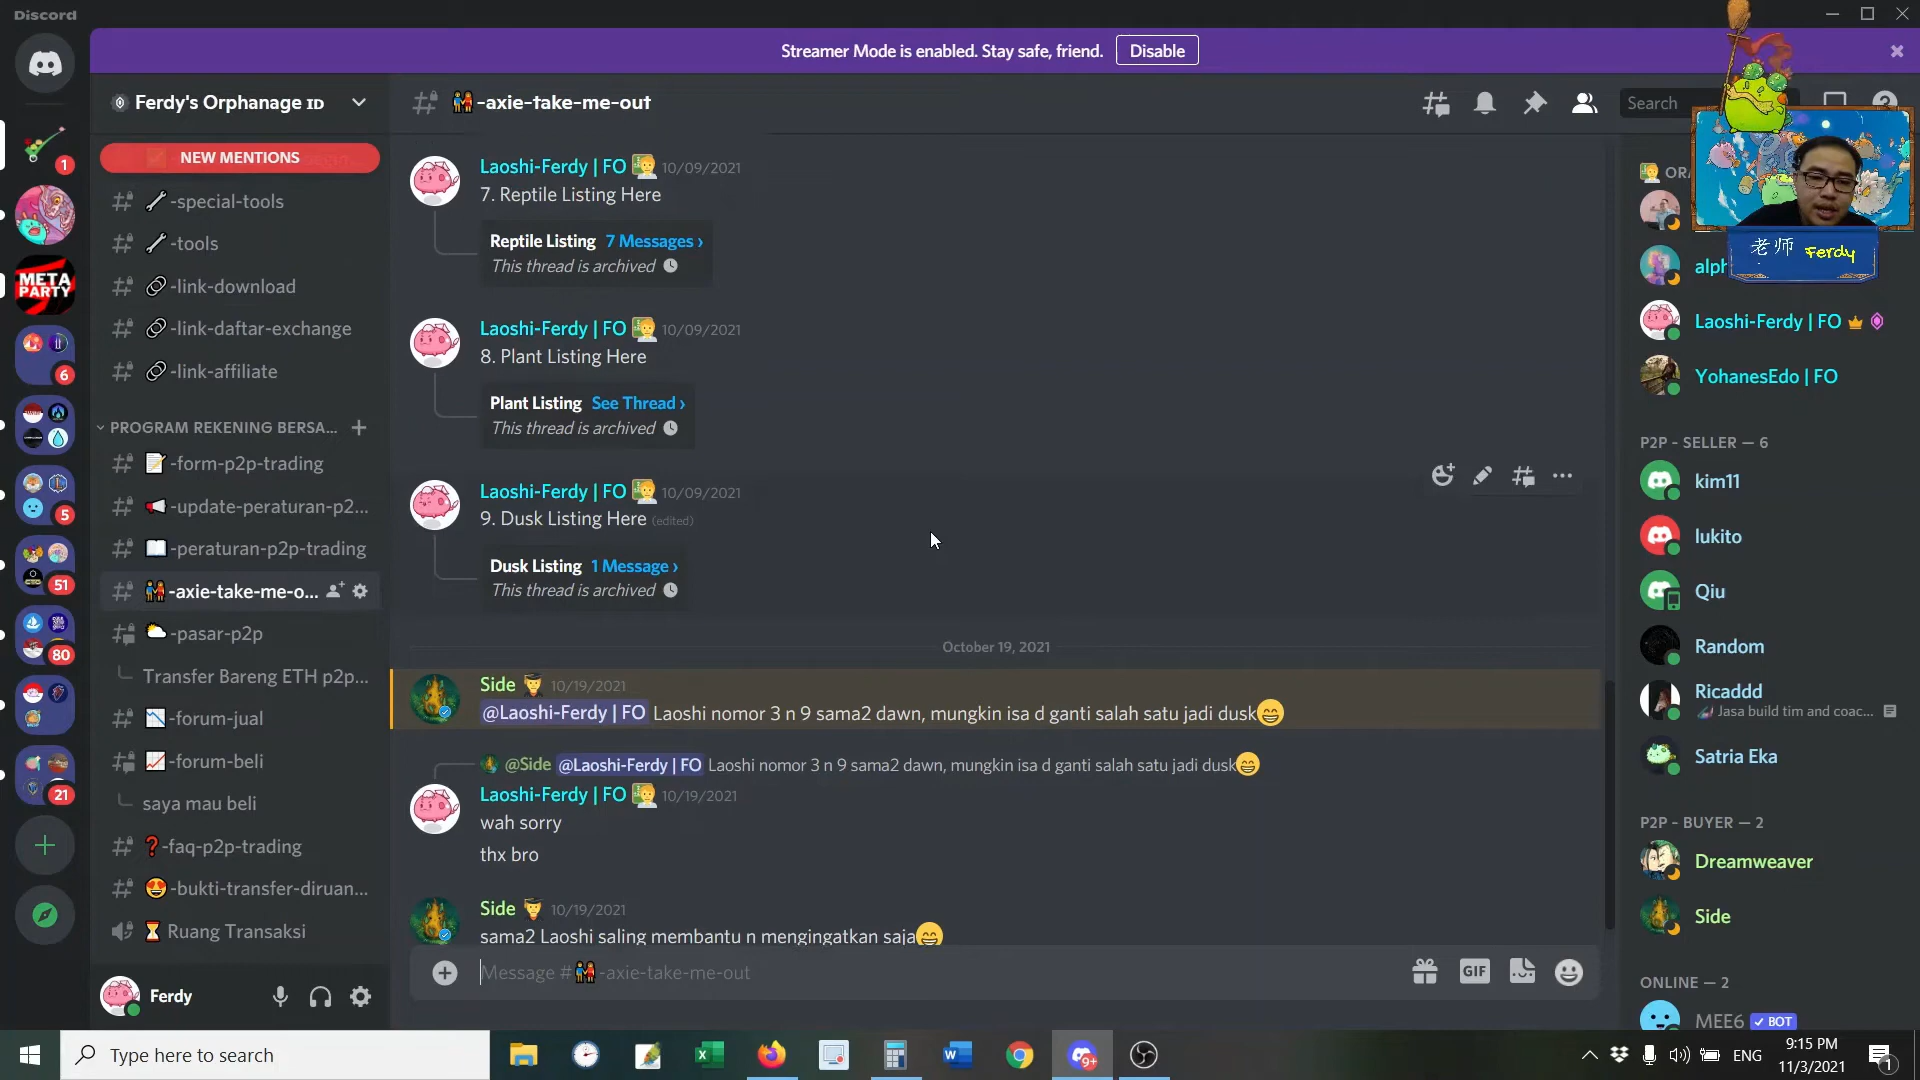 Discord
Streamer Mode is enabled. Stay safe, friend.
Disable
Ferdy's Orphanage ID
-axie-take-me-out
Search
NEW MENTIONS
-special-tools
-tools
-link-download
-link-daftar-exchange
-link-affiliate
PROGRAM REKENING BERSA...
-form-p2p-trading
-update-peraturan-p2...
-peraturan-p2p-trading
-axie-take-me-o...
-pasar-p2p
Transfer Bareng ETH p2p...
-forum-jual
-forum-beli
saya mau beli
-faq-p2p-trading
-bukti-transfer-diruan...
Ruang Transaksi
Ferdy
1
META
PARTY
6
5
51
80
21
Laoshi-Ferdy | FO 10/09/2021
7. Reptile Listing Here
Reptile Listing 7 Messages ›
This thread is archived
Laoshi-Ferdy | FO 10/09/2021
8. Plant Listing Here
Plant Listing See Thread ›
This thread is archived
Laoshi-Ferdy | FO 10/09/2021
9. Dusk Listing Here (edited)
Dusk Listing 1 Message ›
This thread is archived
October 19, 2021
Side 10/19/2021
@Laoshi-Ferdy | FO Laoshi nomor 3 n 9 sama2 dawn, mungkin isa d ganti salah satu jadi dusk😁
@Side @Laoshi-Ferdy | FO Laoshi nomor 3 n 9 sama2 dawn, mungkin isa d ganti salah satu jadi dusk😁
Laoshi-Ferdy | FO 10/19/2021
wah sorry
thx bro
Side 10/19/2021
sama2 Laoshi saling membantu n mengingatkan saja😁
Message # -axie-take-me-out
GIF
老师 Ferdy
Laoshi-Ferdy | FO
YohanesEdo | FO
P2P - SELLER — 6
kim11
lukito
Qiu
Random
Ricaddd
Jasa build tim and coac...
Satria Eka
P2P - BUYER — 2
Dreamweaver
Side
ONLINE — 2
MEE6 ✓ BOT
Type here to search
9+
ENG
9:15 PM
11/3/2021
1